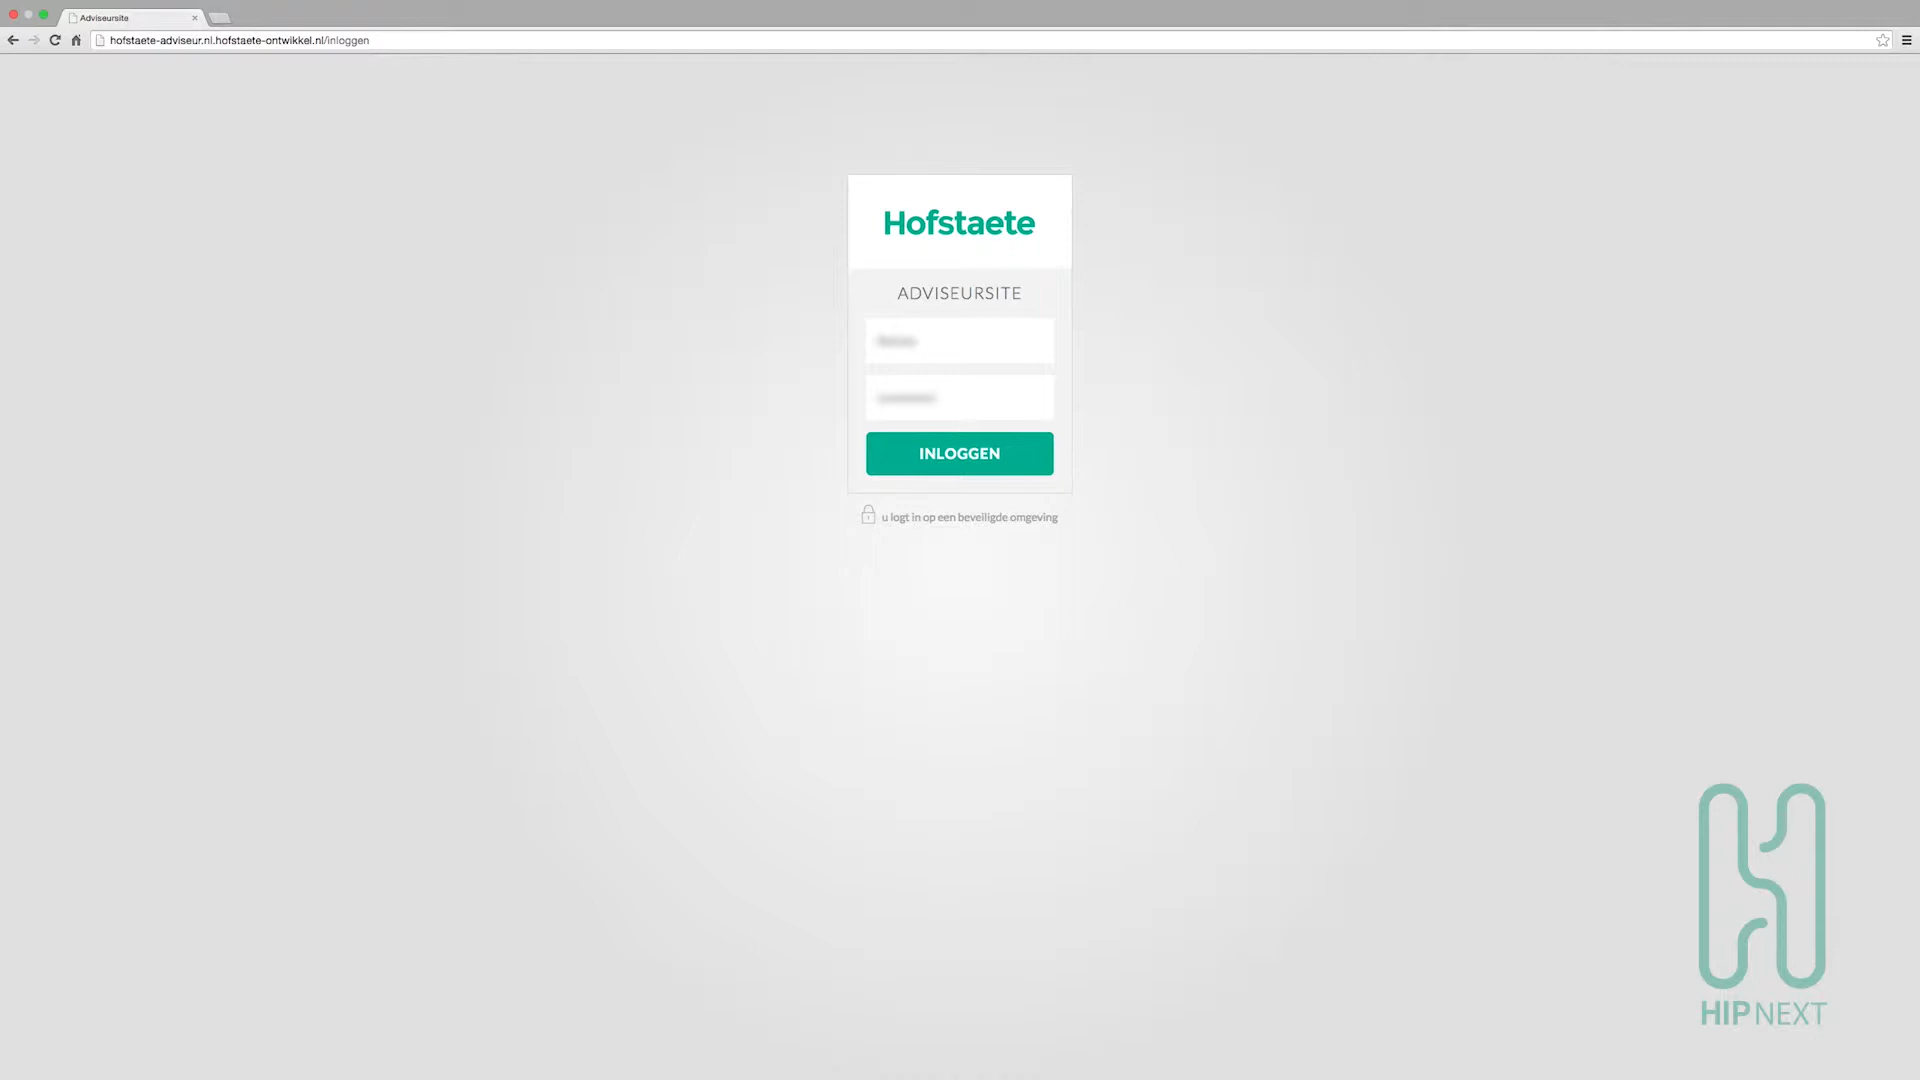 Adviseursite
hofstaete-adviseur.nl.hofstaete-ontwikkel.nl/inloggen
Hofstaete
ADVISEURSITE
INLOGGEN
u logt in op een beveiligde omgeving
HIPNEXT